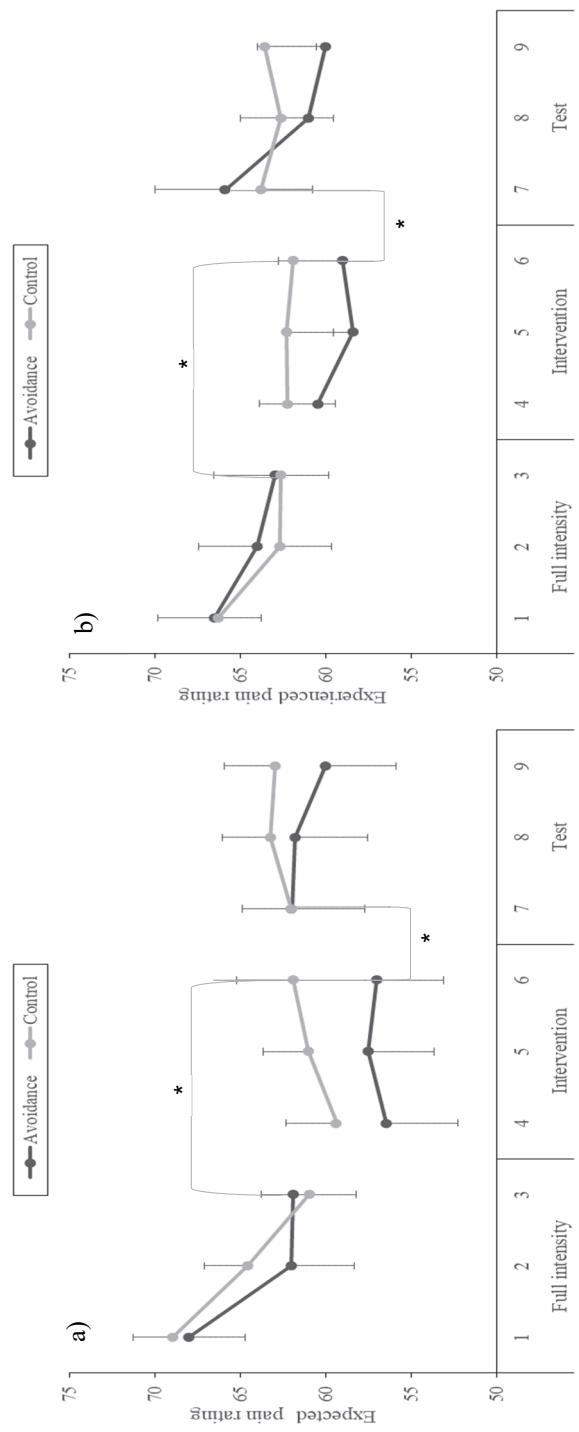 a)
Avoidance Control
Expected pain rating
75
70
65
60
55
50
*
*
1 2 3 4 5 6 7 8 9
Full intensity Intervention Test
b)
Avoidance Control
Experienced pain rating
75
70
65
60
55
50
*
*
1 2 3 4 5 6 7 8 9
Full intensity Intervention Test